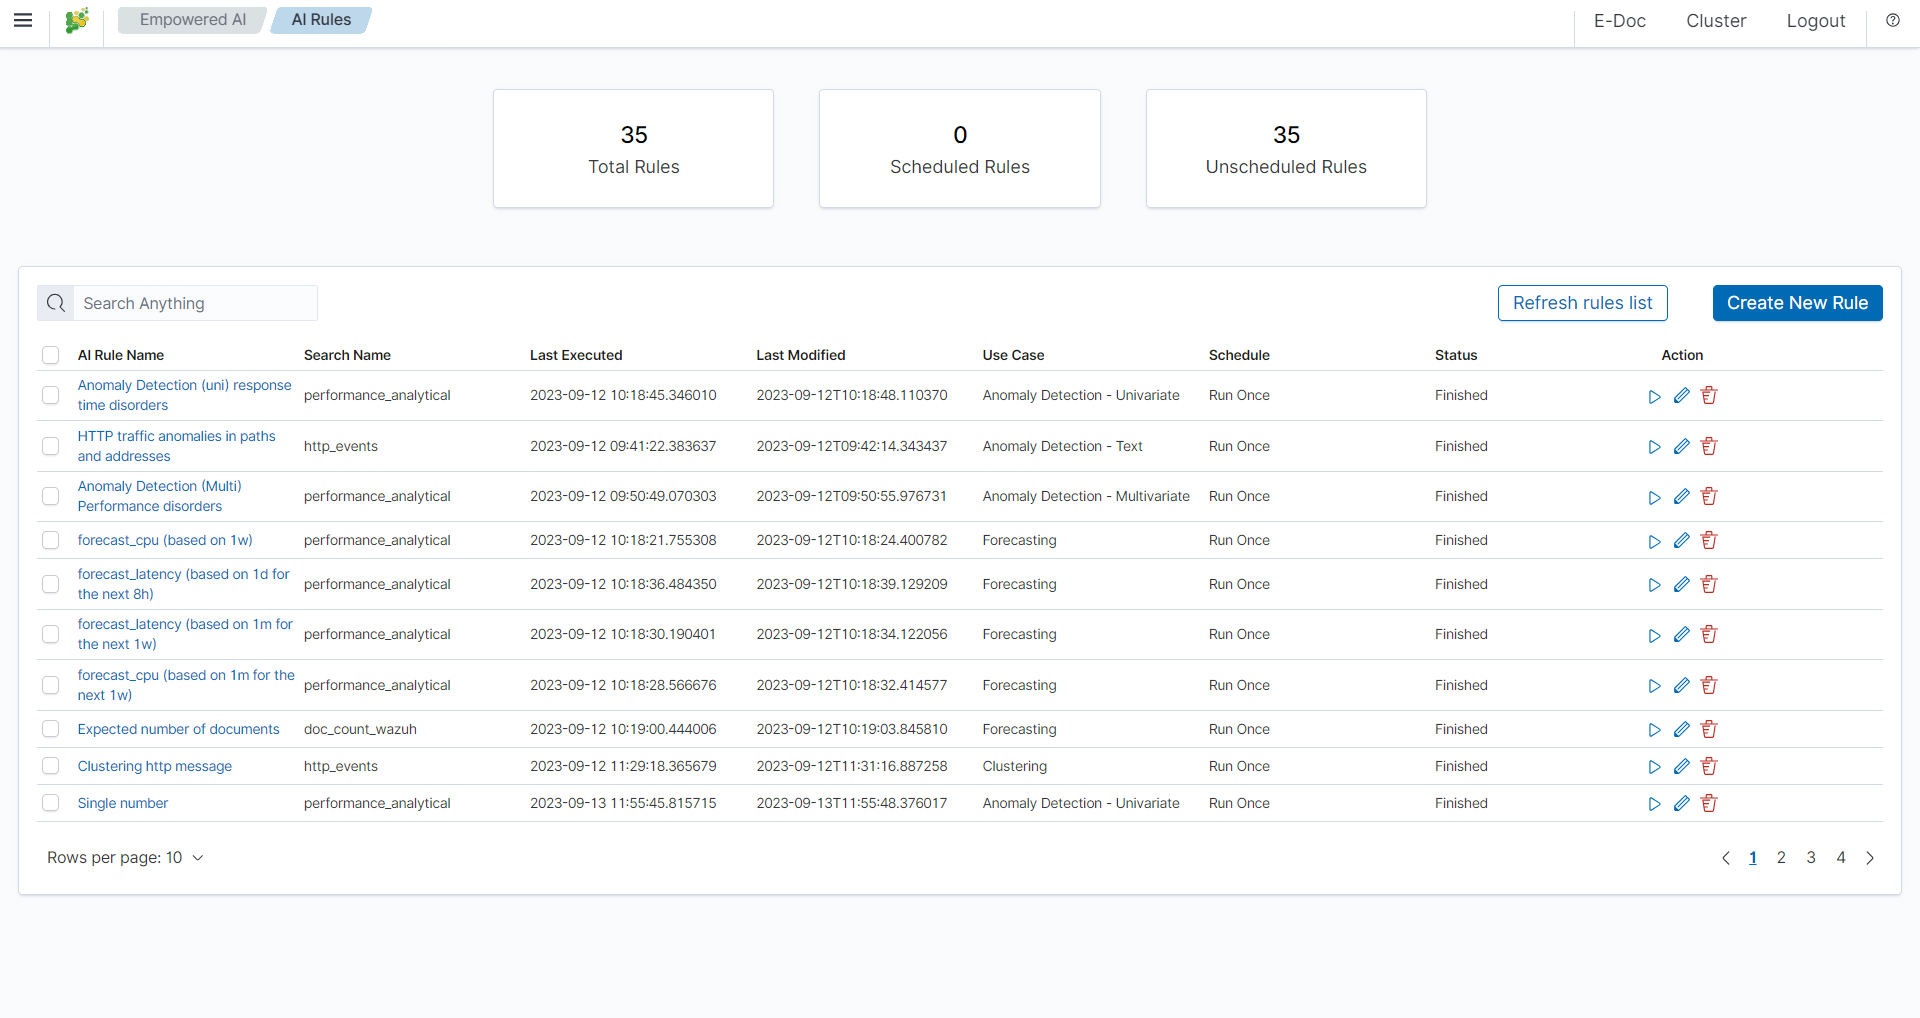 Empowered AI
AI Rules
E-Doc
Cluster
Logout
35
Total Rules
0
Scheduled Rules
35
Unscheduled Rules
Search Anything
Refresh rules list
Create New Rule
AI Rule Name Search Name Last Executed Last Modified Use Case Schedule Status Action
Anomaly Detection (uni) response
time disorders
performance_analytical 2023-09-12 10:18:45.346010 2023-09-12T10:18:48.110370 Anomaly Detection - Univariate Run Once Finished
HTTP traffic anomalies in paths
and addresses
http_events 2023-09-12 09:41:22.383637 2023-09-12T09:42:14.343437 Anomaly Detection - Text Run Once Finished
Anomaly Detection (Multi)
Performance disorders
performance_analytical 2023-09-12 09:50:49.070303 2023-09-12T09:50:55.976731 Anomaly Detection - Multivariate Run Once Finished
forecast_cpu (based on 1w) performance_analytical 2023-09-12 10:18:21.755308 2023-09-12T10:18:24.400782 Forecasting Run Once Finished
forecast_latency (based on 1d for
the next 8h)
performance_analytical 2023-09-12 10:18:36.484350 2023-09-12T10:18:39.129209 Forecasting Run Once Finished
forecast_latency (based on 1m for
the next 1w)
performance_analytical 2023-09-12 10:18:30.190401 2023-09-12T10:18:34.122056 Forecasting Run Once Finished
forecast_cpu (based on 1m for the
next 1w)
performance_analytical 2023-09-12 10:18:28.566676 2023-09-12T10:18:32.414577 Forecasting Run Once Finished
Expected number of documents doc_count_wazuh 2023-09-12 10:19:00.444006 2023-09-12T10:19:03.845810 Forecasting Run Once Finished
Clustering http message http_events 2023-09-12 11:29:18.365679 2023-09-12T11:31:16.887258 Clustering Run Once Finished
Single number performance_analytical 2023-09-13 11:55:45.815715 2023-09-13T11:55:48.376017 Anomaly Detection - Univariate Run Once Finished
Rows per page: 10
1 2 3 4